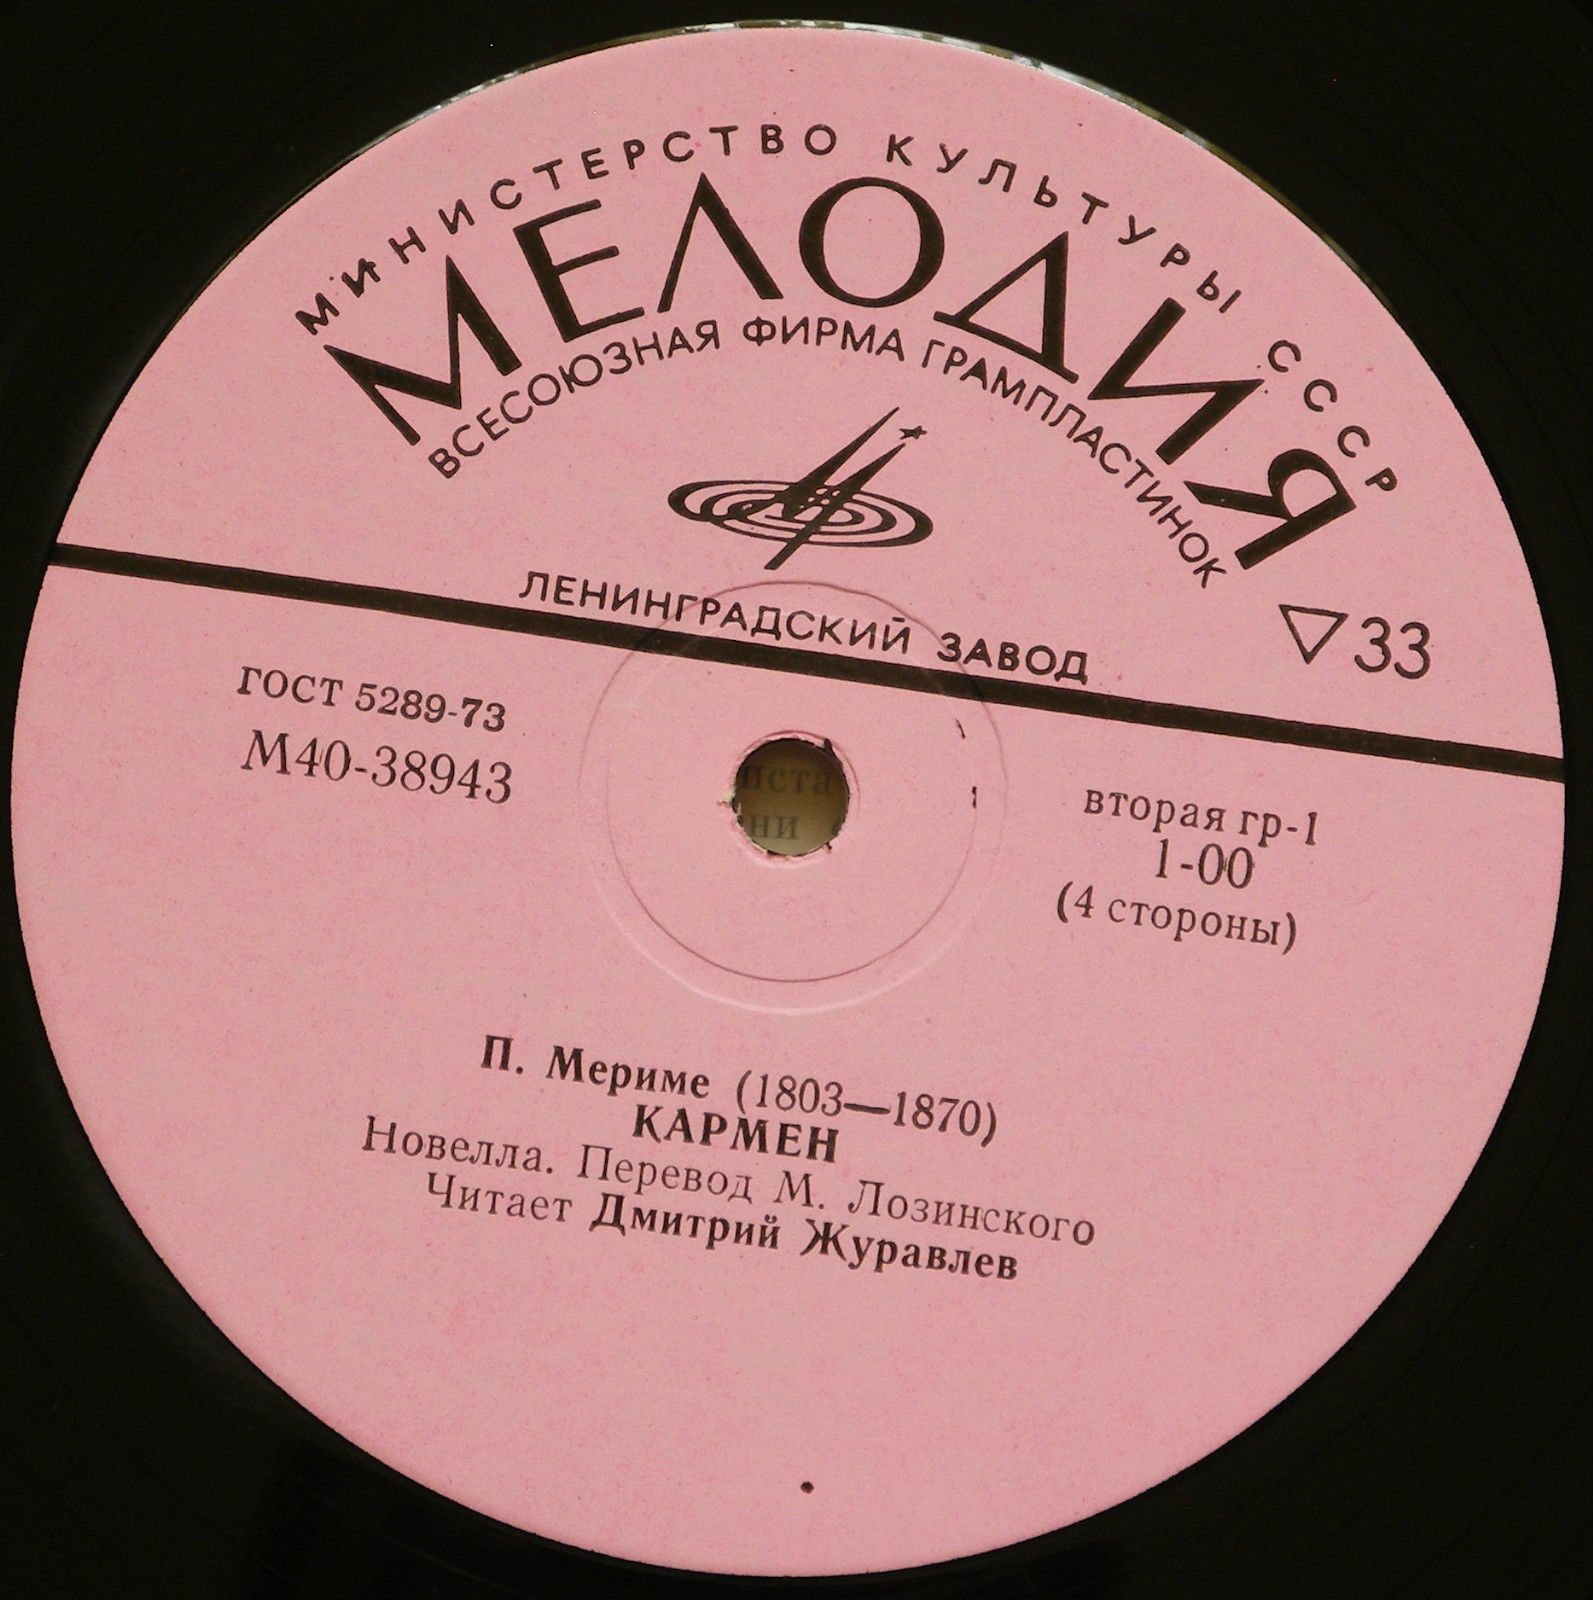 МИНИСТЕРСТВО КУЛЬТУРЫ СССР
МЕЛОДИЯ
ВСЕСОЮЗНАЯ ФИРМА ГРАМПЛАСТИНОК
ЛЕНИНГРАДСКИЙ ЗАВОД
33
ГОСТ 5289-73
М40-38943
вторая гр-1
1-00
(4 стороны)
П. Мериме (1803—1870)
КАРМЕН
Новелла. Перевод М. Лозинского
Читает Дмитрий Журавлев